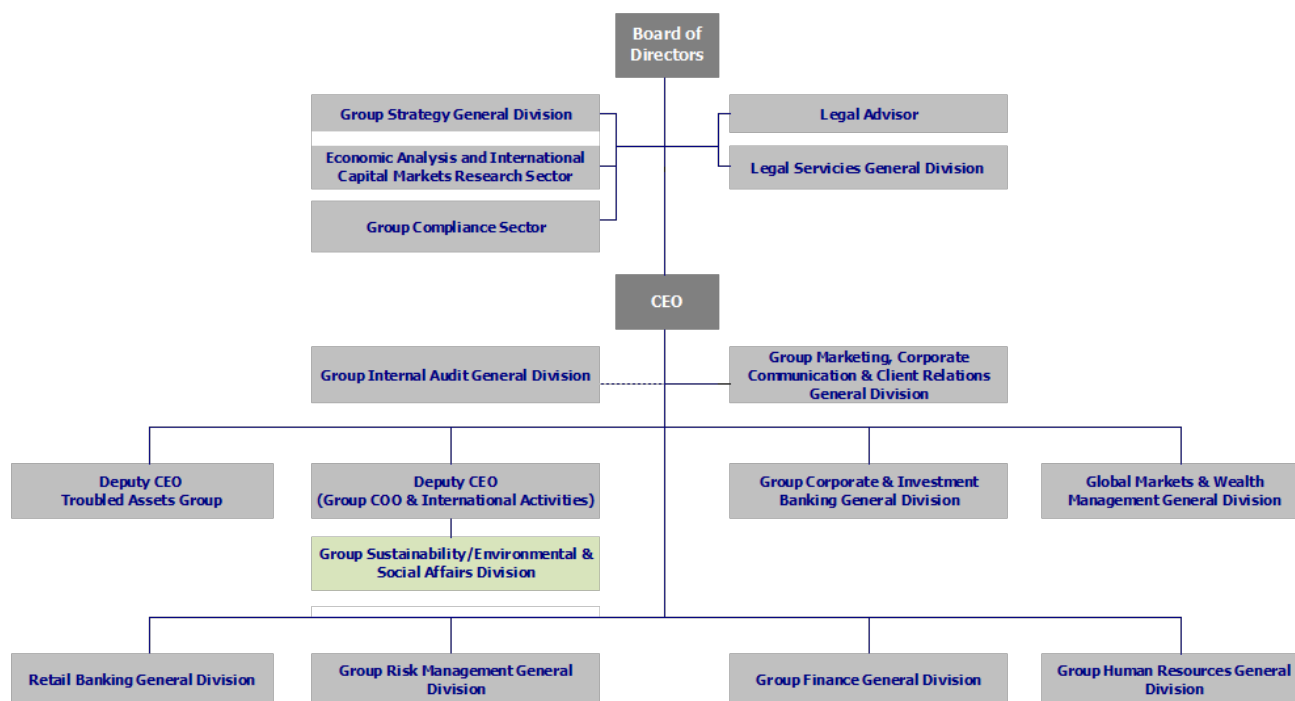 Board of
Directors
Group Strategy General Division
Legal Advisor
Economic Analysis and International
Capital Markets Research Sector
Legal Servicies General Division
Group Compliance Sector
CEO
Group Internal Audit General Division
Group Marketing, Corporate
Communication & Client Relations
General Division
Deputy CEO
Troubled Assets Group
Deputy CEO
(Group COO & International Activities)
Group Corporate & Investment
Banking General Division
Global Markets & Wealth
Management General Division
Group Sustainability/Environmental &
Social Affairs Division
Retail Banking General Division
Group Risk Management General
Division
Group Finance General Division
Group Human Resources General
Division